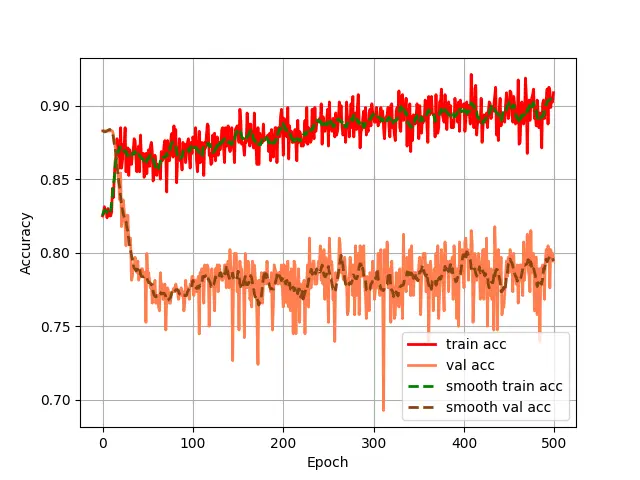 0.90
0.85
0.80
0.75
0.70
Accuracy
0
100
200
300
400
500
Epoch
train acc
val acc
smooth train acc
smooth val acc